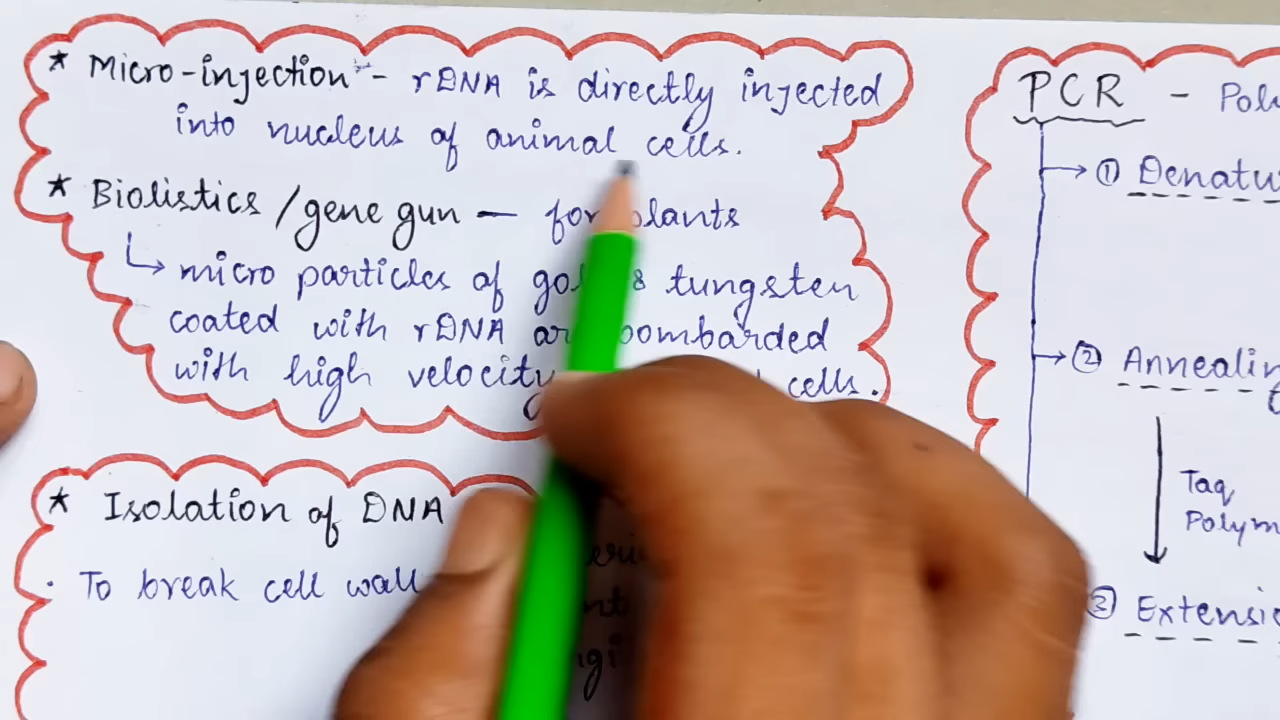 * Micro-injection - rDNA is directly injected
into nucleus of animal cells.
* Biolistics / gene gun — for plants
micro particles of gold & tungsten
coated with rDNA are bombarded
with high velocity cells.
* Isolation of DNA
· To break cell wall
PCR -
① Denatu
② Annealin
Taq
Polym
③ Extensi